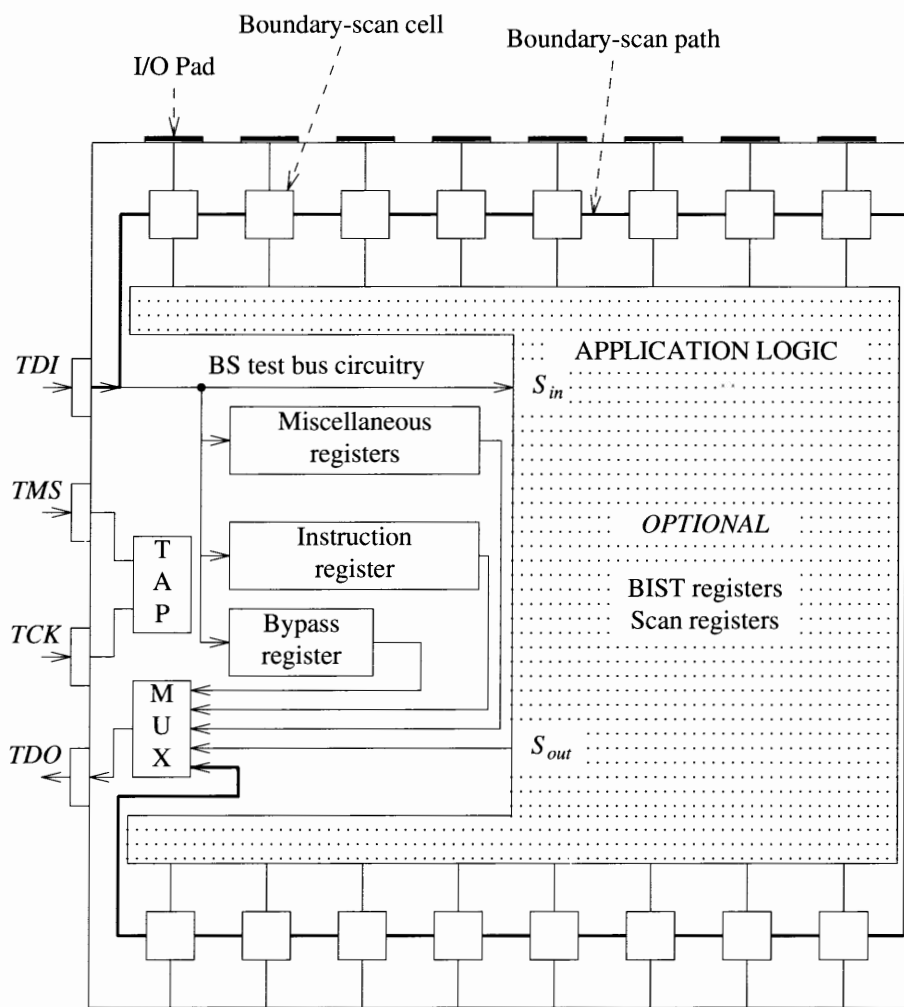 Boundary-scan cell
Boundary-scan path
I/O Pad
TDI
BS test bus circuitry
APPLICATION LOGIC
S_in
Miscellaneous
registers
TMS
OPTIONAL
T
A
P
Instruction
register
BIST registers
Scan registers
TCK
Bypass
register
M
U
X
TDO
S_out